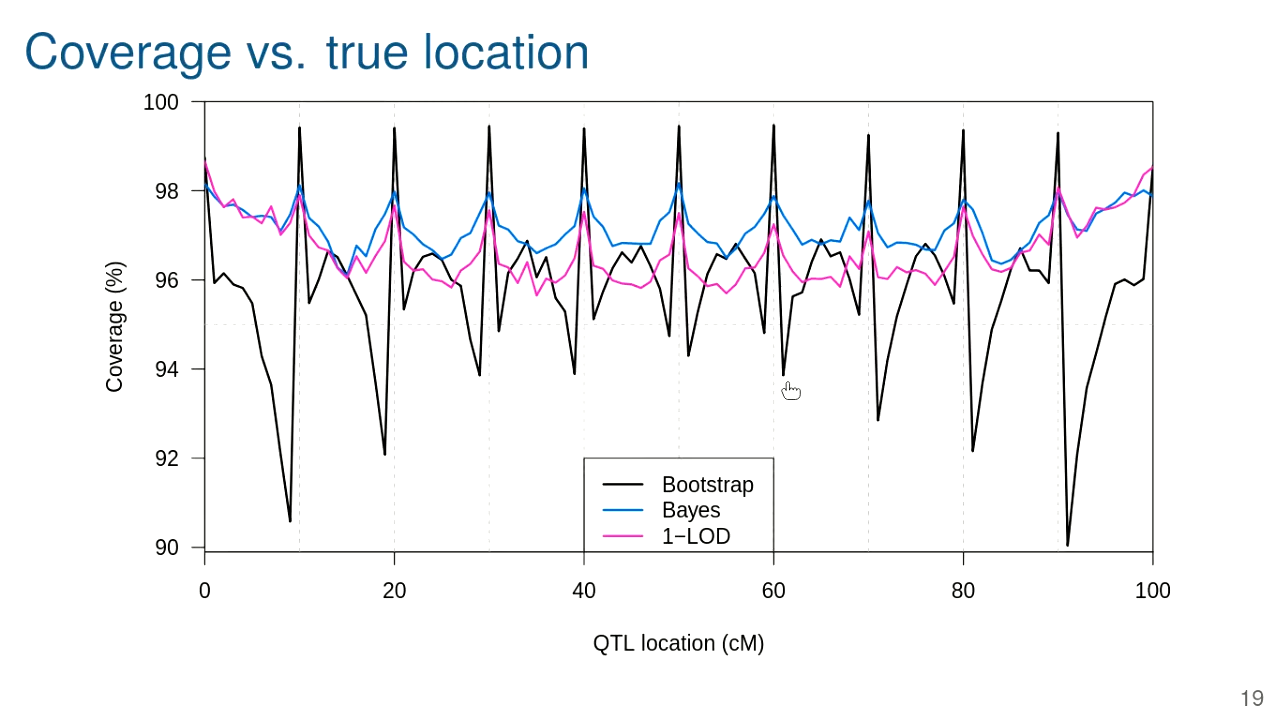 Coverage vs. true location
100
98
96
94
92
90
Coverage (%)
Bootstrap
Bayes
1−LOD
0 20 40 60 80 100
QTL location (cM)
19